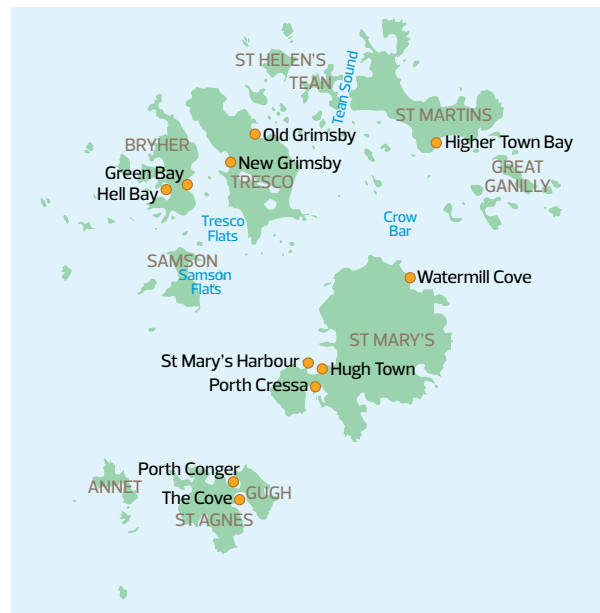 ST HELEN'S
TEAN
Tean Sound
ST MARTINS
Old Grimsby
Higher Town Bay
BRYHER
New Grimsby
GREAT
GANILLY
Green Bay
TRESCO
Hell Bay
Tresco
Flats
Crow
Bar
SAMSON
Samson
Flats
Watermill Cove
ST MARY'S
St Mary's Harbour
Hugh Town
Porth Cressa
Porth Conger
ANNET
The Cove
GUGH
ST AGNES